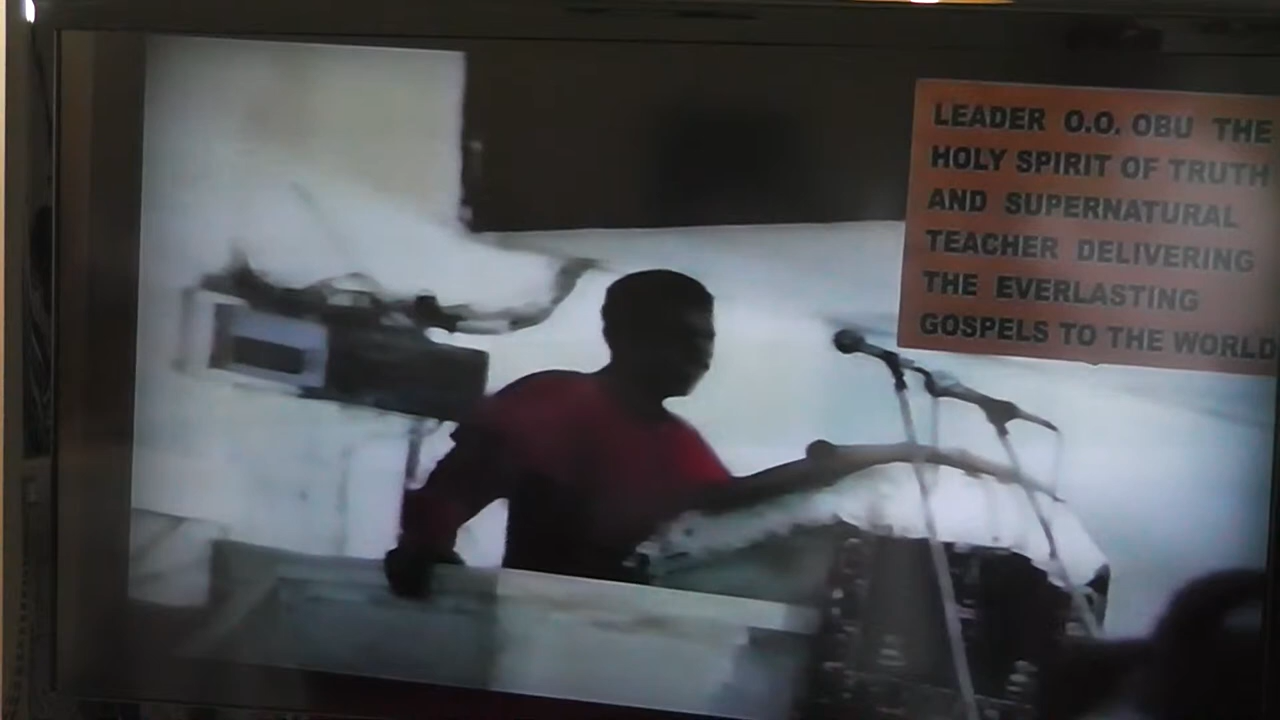 LEADER O.O. OBU THE
HOLY SPIRIT OF TRUTH
AND SUPERNATURAL
TEACHER DELIVERING
THE EVERLASTING
GOSPELS TO THE WORLD